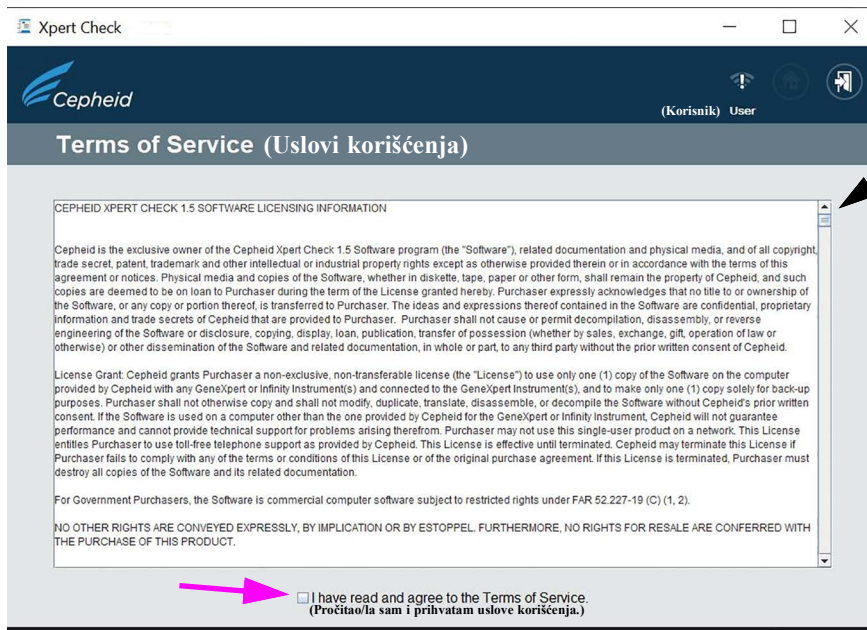 Xpert Check
Cepheid
(Korisnik) User
Terms of Service (Uslovi korišćenja)
CEPHEID XPERT CHECK 1.5 SOFTWARE LICENSING INFORMATION
Cepheid is the exclusive owner of the Cepheid Xpert Check 1.5 Software program (the "Software"), related documentation and physical media, and of all copyright,
trade secret, patent, trademark and other intellectual or industrial property rights except as otherwise provided therein or in accordance with the terms of this
agreement or notices. Physical media and copies of the Software, whether in diskette, tape, paper or other form, shall remain the property of Cepheid, and such
copies are deemed to be on loan to Purchaser during the term of the License granted hereby. Purchaser expressly acknowledges that no title to or ownership of
the Software, or any copy or portion thereof, is transferred to Purchaser. The ideas and expressions thereof contained in the Software are confidential, proprietary
information and trade secrets of Cepheid that are provided to Purchaser. Purchaser shall not cause or permit decompilation, disassembly, or reverse
engineering of the Software or disclosure, copying, display, loan, publication, transfer of possession (whether by sales, exchange, gift, operation of law or
otherwise) or other dissemination of the Software and related documentation, in whole or part, to any third party without the prior written consent of Cepheid.
License Grant: Cepheid grants Purchaser a non-exclusive, non-transferable license (the "License") to use only one (1) copy of the Software on the computer
provided by Cepheid with any GeneXpert or Infinity Instrument(s) and connected to the GeneXpert Instrument(s), and to make only one (1) copy solely for back-up
purposes. Purchaser shall not otherwise copy and shall not modify, duplicate, translate, disassemble, or decompile the Software without Cepheid's prior written
consent. If the Software is used on a computer other than the one provided by Cepheid for the GeneXpert or Infinity Instrument, Cepheid will not guarantee
performance and cannot provide technical support for problems arising therefrom. Purchaser may not use this single-user product on a network. This License
entitles Purchaser to use toll-free telephone support as provided by Cepheid. This License is effective until terminated. Cepheid may terminate this License if
Purchaser fails to comply with any of the terms or conditions of this License or of the original purchase agreement. If this License is terminated, Purchaser must
destroy all copies of the Software and its related documentation.
For Government Purchasers, the Software is commercial computer software subject to restricted rights under FAR 52.227-19 (C) (1, 2).
NO OTHER RIGHTS ARE CONVEYED EXPRESSLY, BY IMPLICATION OR BY ESTOPPEL. FURTHERMORE, NO RIGHTS FOR RESALE ARE CONFERRED WITH
THE PURCHASE OF THIS PRODUCT.
I have read and agree to the Terms of Service.
(Pročitao/la sam i prihvatam uslove korišćenja.)